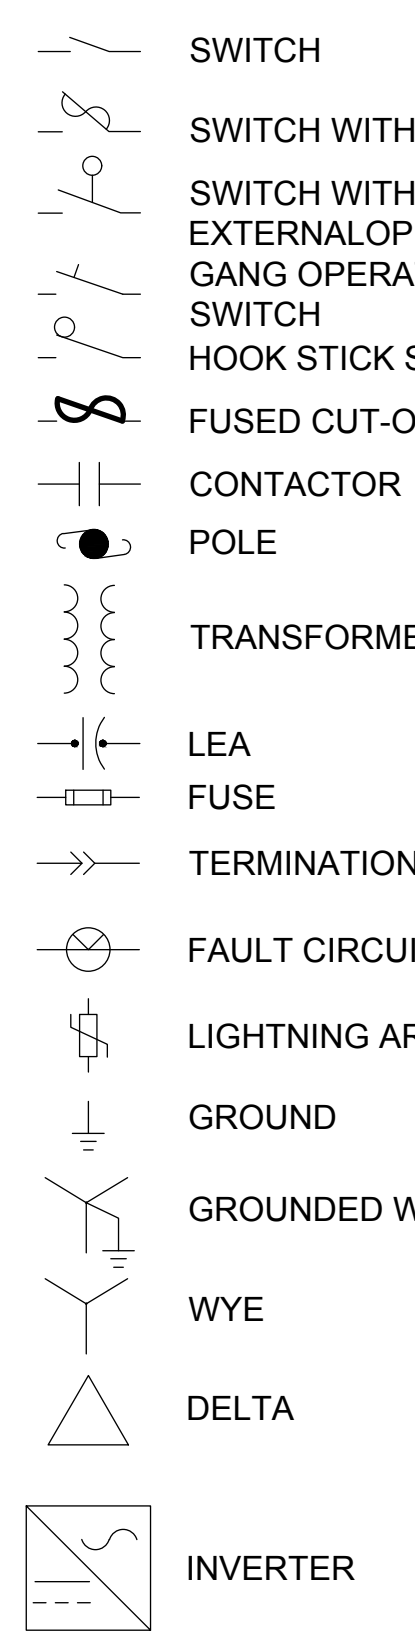 SWITCH
SWITCH WITH
SWITCH WITH
EXTERNALOP
GANG OPERA
SWITCH
HOOK STICK
FUSED CUT-O
CONTACTOR
POLE
TRANSFORME
LEA
FUSE
TERMINATION
FAULT CIRCUI
LIGHTNING AR
GROUND
GROUNDED W
WYE
DELTA
INVERTER